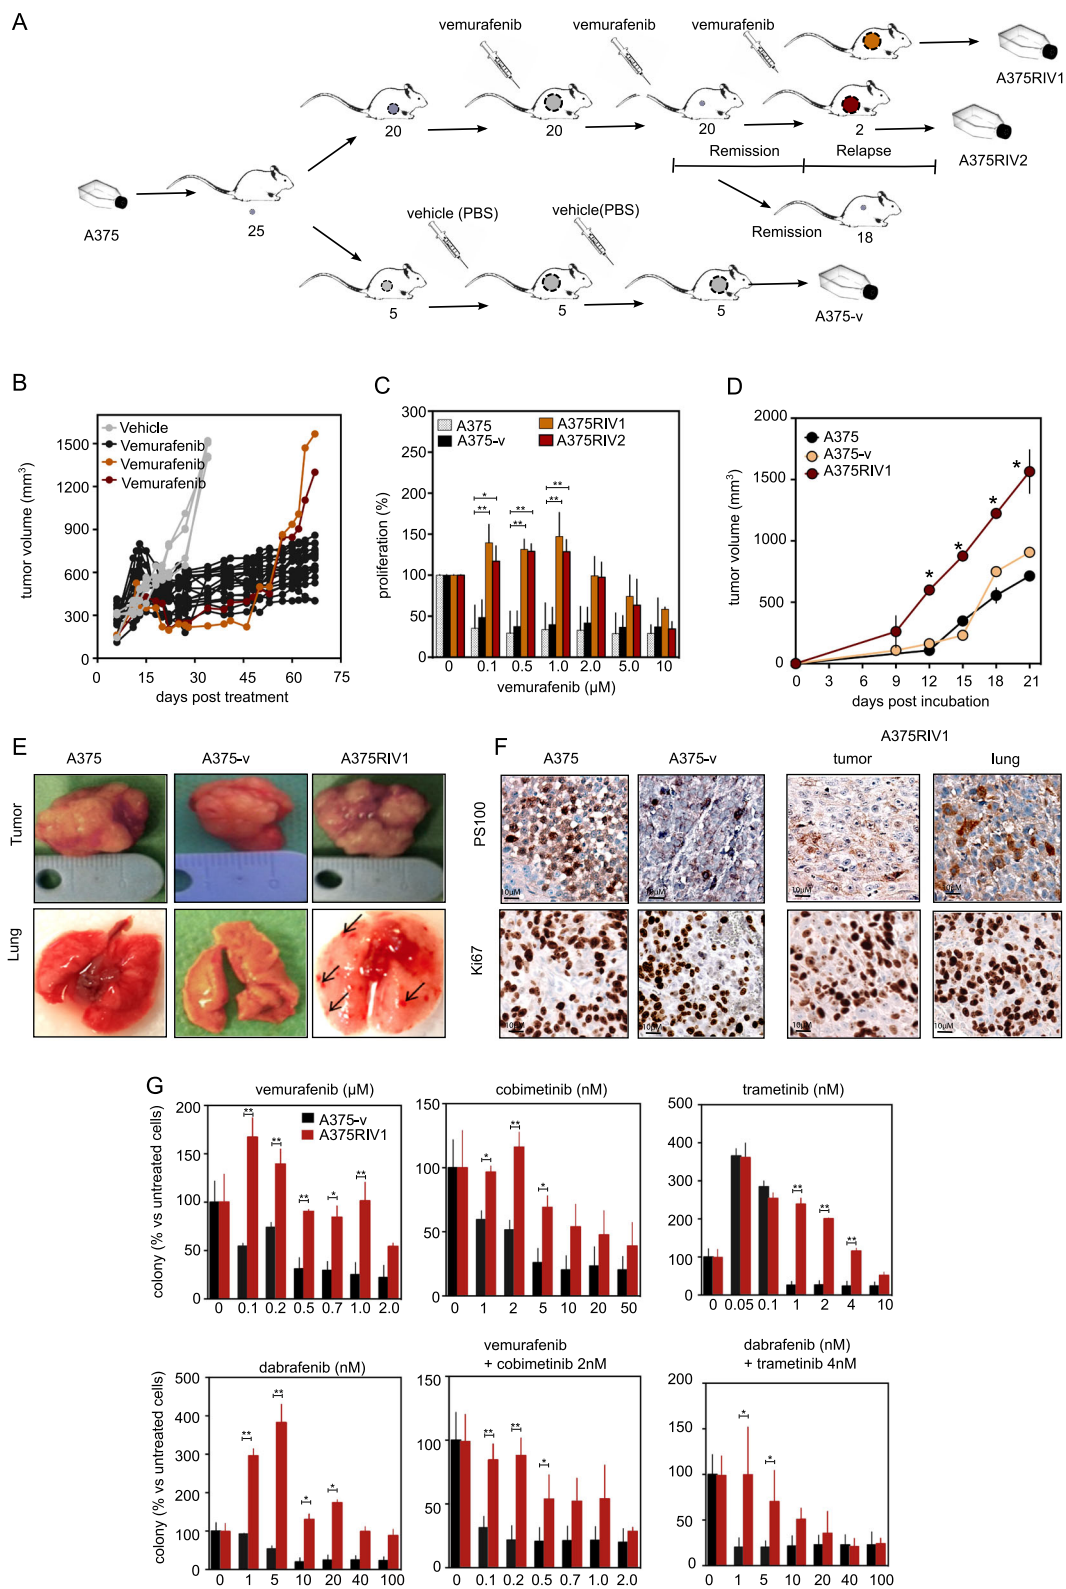 A
vemurafenib
vemurafenib
vemurafenib
A375RIV1
20
20
20
2
A375RIV2
Remission
Relapse
A375
25
vehicle (PBS)
vehicle(PBS)
Remission
18
5
5
5
A375-v
B
Vehicle
Vemurafenib
Vemurafenib
Vemurafenib
tumor volume (mm³)
1500
1200
900
600
300
0
0 15 30 45 60 75
days post treatment
C
A375
A375-v
A375RIV1
A375RIV2
proliferation (%)
300
250
200
150
100
50
0
* ** ** ** ** **
0 0.1 0.5 1.0 2.0 5.0 10
vemurafenib (µM)
D
A375
A375-v
A375RIV1
tumor volume (mm³)
2000
1500
1000
500
0
* * * *
0 3 6 9 12 15 18 21
days post incubation
E
A375
A375-v
A375RIV1
Tumor
Lung
F
A375RIV1
A375
A375-v
tumor
lung
PS100
10µM
10µM
10µM
10µM
Ki67
10µM
10µM
10µM
10µM
G
vemurafenib (µM)
A375-v
A375RIV1
colony (% vs untreated cells)
200
150
100
50
0
** ** ** * **
0 0.1 0.2 0.5 0.7 1.0 2.0
cobimetinib (nM)
150
100
50
0
* ** *
0 1 2 5 10 20 50
trametinib (nM)
500
400
300
200
100
0
** ** **
0 0.05 0.1 1 2 4 10
dabrafenib (nM)
colony (% vs untreated cells)
500
400
300
200
100
0
** ** * *
0 1 5 10 20 40 100
vemurafenib
+ cobimetinib 2nM
150
100
50
0
** ** *
0 0.1 0.2 0.5 0.7 1.0 2.0
dabrafenib (nM)
+ trametinib 4nM
200
150
100
50
0
* *
0 1 5 10 20 40 100